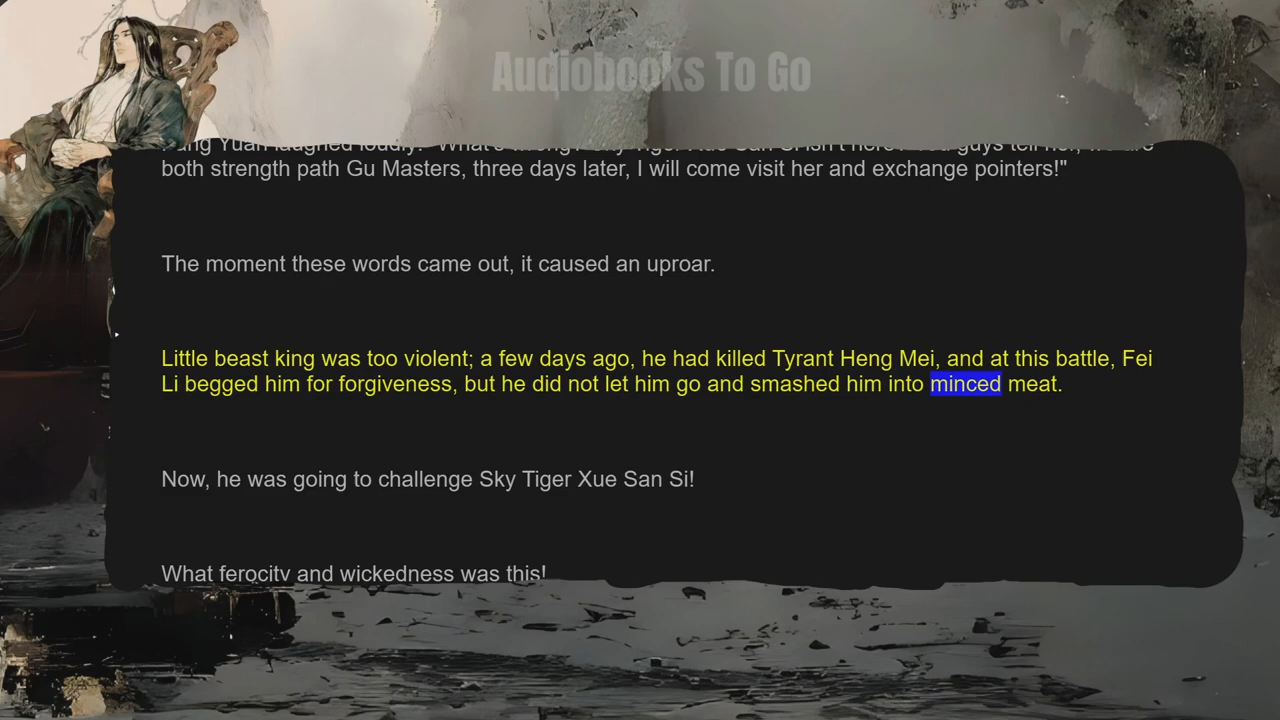 Audiobooks To Go
Yuan laughed loudly.
both strength path Gu Masters, three days later, I will come visit her and exchange pointers!"
The moment these words came out, it caused an uproar.
Little beast king was too violent; a few days ago, he had killed Tyrant Heng Mei, and at this battle, Fei
Li begged him for forgiveness, but he did not let him go and smashed him into minced meat.
Now, he was going to challenge Sky Tiger Xue San Si!
What ferocity and wickedness was this!